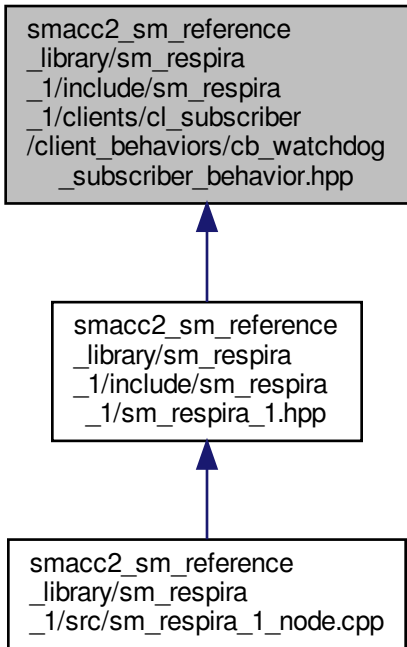 smacc2_sm_reference
_library/sm_respira
_1/include/sm_respira
_1/clients/cl_subscriber
/client_behaviors/cb_watchdog
_subscriber_behavior.hpp
smacc2_sm_reference
_library/sm_respira
_1/include/sm_respira
_1/sm_respira_1.hpp
smacc2_sm_reference
_library/sm_respira
_1/src/sm_respira_1_node.cpp